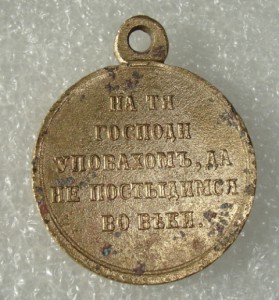 НА ТЯ
ГОСПОДИ
УПОВАХОМЪ, ДА
НЕ ПОСТЫДИМСЯ
ВО ВѢКИ.